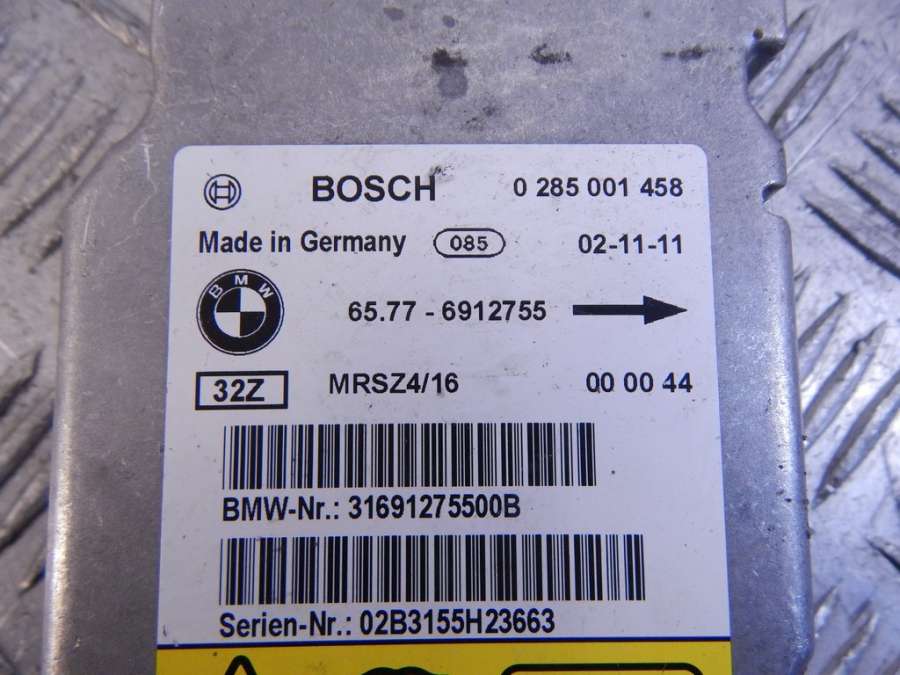 BOSCH 0 285 001 458
Made in Germany 085 02-11-11
BMW 65.77 - 6912755
32Z MRSZ4/16 00 00 44
BMW-Nr.: 31691275500B
Serien-Nr.: 02B3155H23663